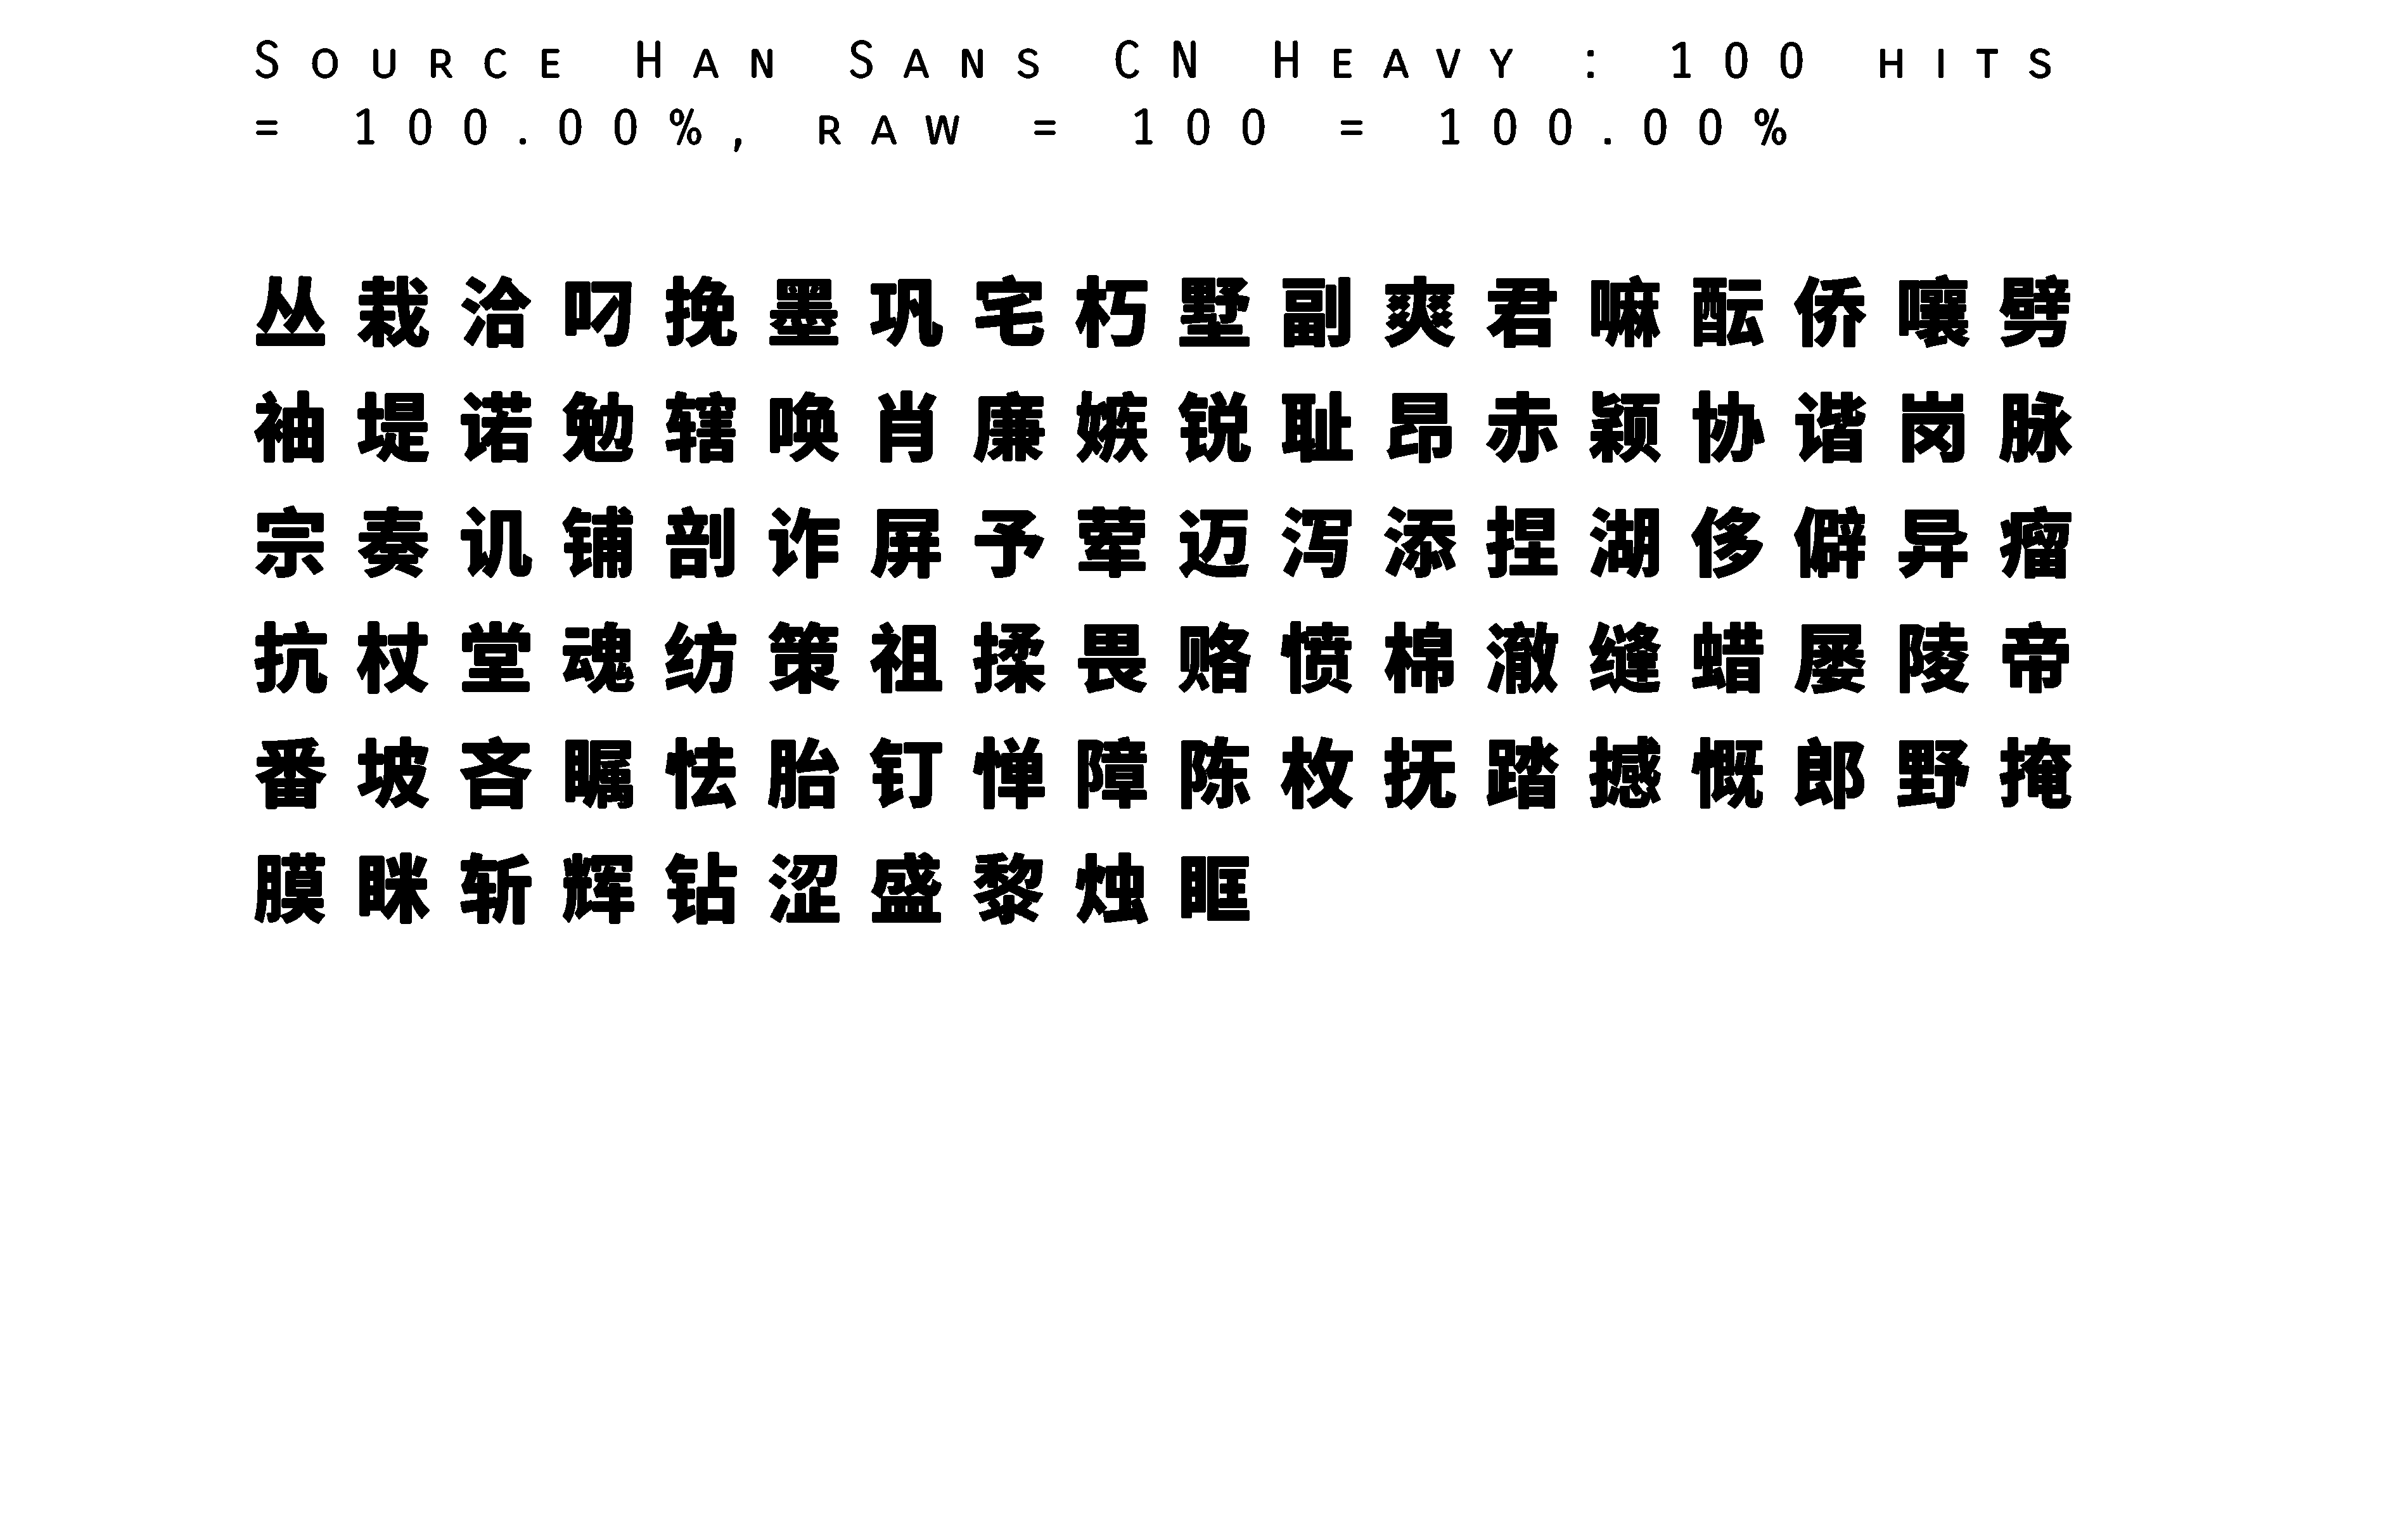 Source Han Sans CN Heavy : 100 hits
= 100.00%, raw = 100 = 100.00%
丛栽洽叼挽墨巩宅朽墅副爽君嘛酝侨嚷劈
袖堤诺勉辖唤肖廉嫉锐耻昂赤颖协谐岗脉
宗奏讥铺剖诈屏予荤迈泻添捏湖侈僻异瘤
抗杖堂魂纺策祖揉畏赂愤棉澈缝蜡屡陵帝
番坡吝瞩怯胎钉惮障陈枚抚踏撼慨郎野掩
膜眯斩辉钻涩盛黎烛眶